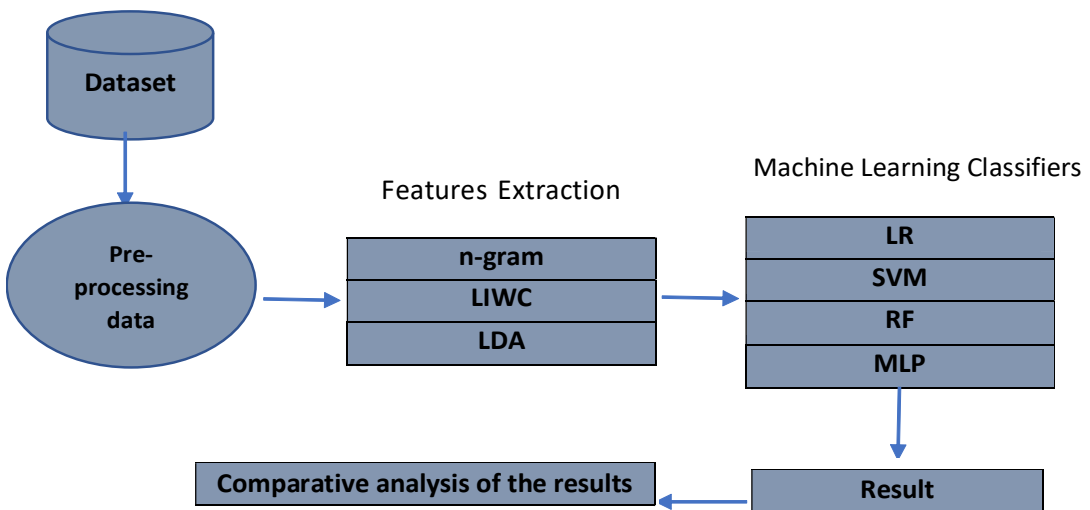 Dataset
Pre-
processing
data
Features Extraction
n-gram
LIWC
LDA
Machine Learning Classifiers
LR
SVM
RF
MLP
Result
Comparative analysis of the results